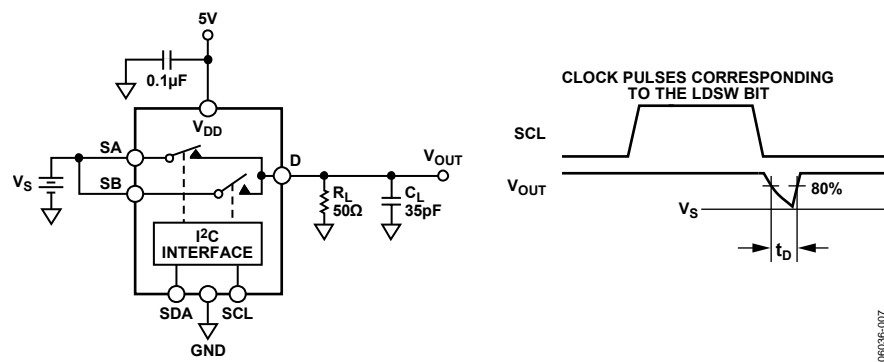 5V
0.1µF
VDD
SA
SB
D
VS
VOUT
RL
50Ω
CL
35pF
I2C
INTERFACE
SDA
SCL
GND
CLOCK PULSES CORRESPONDING
TO THE LDSW BIT
SCL
VOUT
80%
VS
tD
06036-007